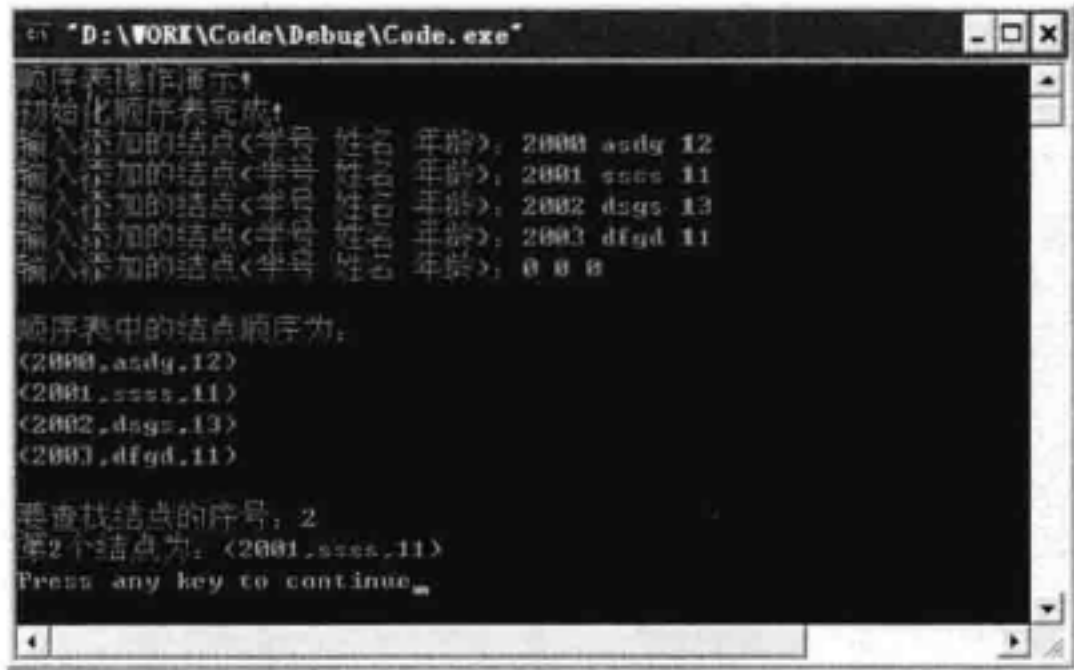 "D:\WORK\Code\Debug\Code.exe"
顺序表操作演示!
初始化顺序表完成!
输入添加的结点(学号 姓名 年龄): 2000 asdg 12
输入添加的结点(学号 姓名 年龄): 2001 ssss 11
输入添加的结点(学号 姓名 年龄): 2002 dsgs 13
输入添加的结点(学号 姓名 年龄): 2003 dfgd 11
输入添加的结点(学号 姓名 年龄): 0 0 0
顺序表中的结点顺序为:
(2000,asdg,12)
(2001,ssss,11)
(2002,dsgs,13)
(2003,dfgd,11)
要查找结点的序号: 2
第2个结点为: (2001,ssss,11)
Press any key to continue_